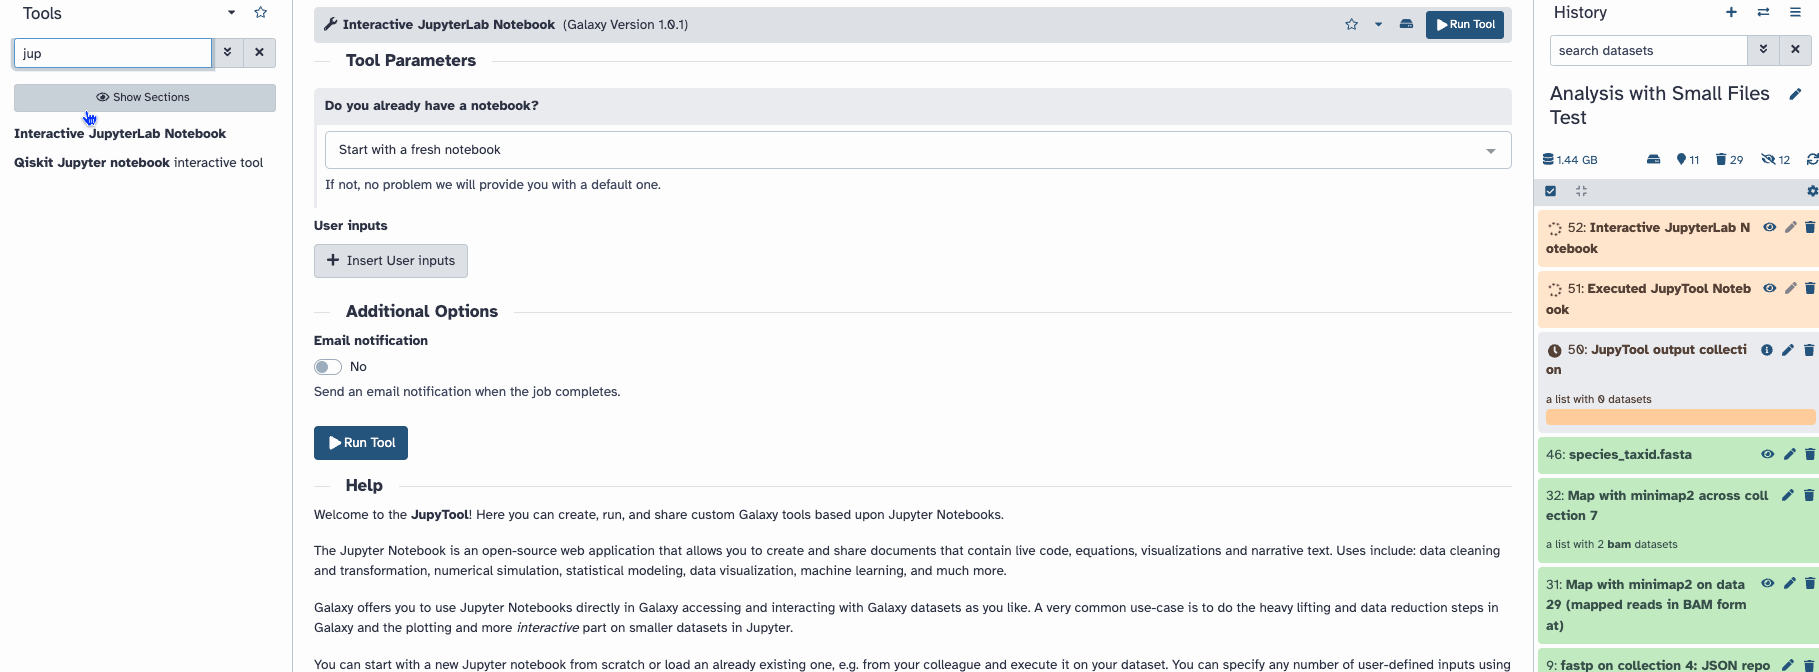 Tools
jup
Show Sections
Interactive JupyterLab Notebook
Qiskit Jupyter notebook interactive tool
Interactive JupyterLab Notebook (Galaxy Version 1.0.1)
Run Tool
Tool Parameters
Do you already have a notebook?
Start with a fresh notebook
If not, no problem we will provide you with a default one.
User inputs
Insert User inputs
Additional Options
Email notification
No
Send an email notification when the job completes.
Run Tool
Help
Welcome to the JupyTool! Here you can create, run, and share custom Galaxy tools based upon Jupyter Notebooks.
The Jupyter Notebook is an open-source web application that allows you to create and share documents that contain live code, equations, visualizations and narrative text. Uses include: data cleaning
and transformation, numerical simulation, statistical modeling, data visualization, machine learning, and much more.
Galaxy offers you to use Jupyter Notebooks directly in Galaxy accessing and interacting with Galaxy datasets as you like. A very common use-case is to do the heavy lifting and data reduction steps in
Galaxy and the plotting and more interactive part on smaller datasets in Jupyter.
You can start with a new Jupyter notebook from scratch or load an already existing one, e.g. from your colleague and execute it on your dataset. You can specify any number of user-defined inputs using
History
search datasets
Analysis with Small Files
Test
1.44 GB 11 29 12
52: Interactive JupyterLab N
otebook
51: Executed JupyTool Noteb
ook
50: JupyTool output collecti
on
a list with 0 datasets
46: species_taxid.fasta
32: Map with minimap2 across coll
ection 7
a list with 2 bam datasets
31: Map with minimap2 on data
29 (mapped reads in BAM form
at)
9: fastp on collection 4: JSON repo